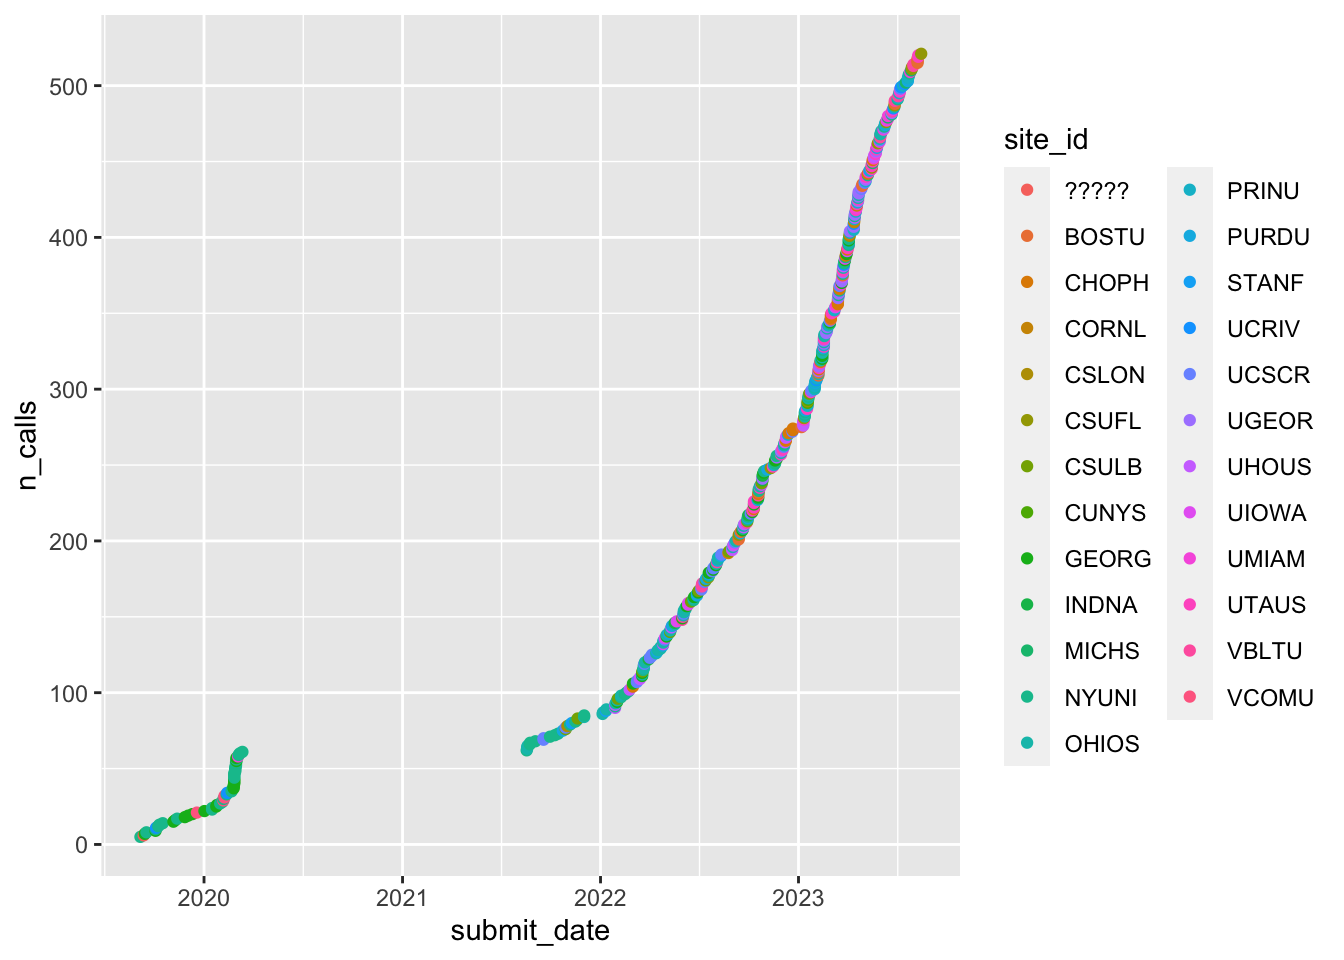 500
400
300
200
100
0
n_calls
2020
2021
2022
2023
submit_date
site_id
?????
BOSTU
CHOPH
CORNL
CSLON
CSUFL
CSULB
CUNYS
GEORG
INDNA
MICHS
NYUNI
OHIOS
PRINU
PURDU
STANF
UCRIV
UCSCR
UGEOR
UHOUS
UIOWA
UMIAM
UTAUS
VBLTU
VCOMU